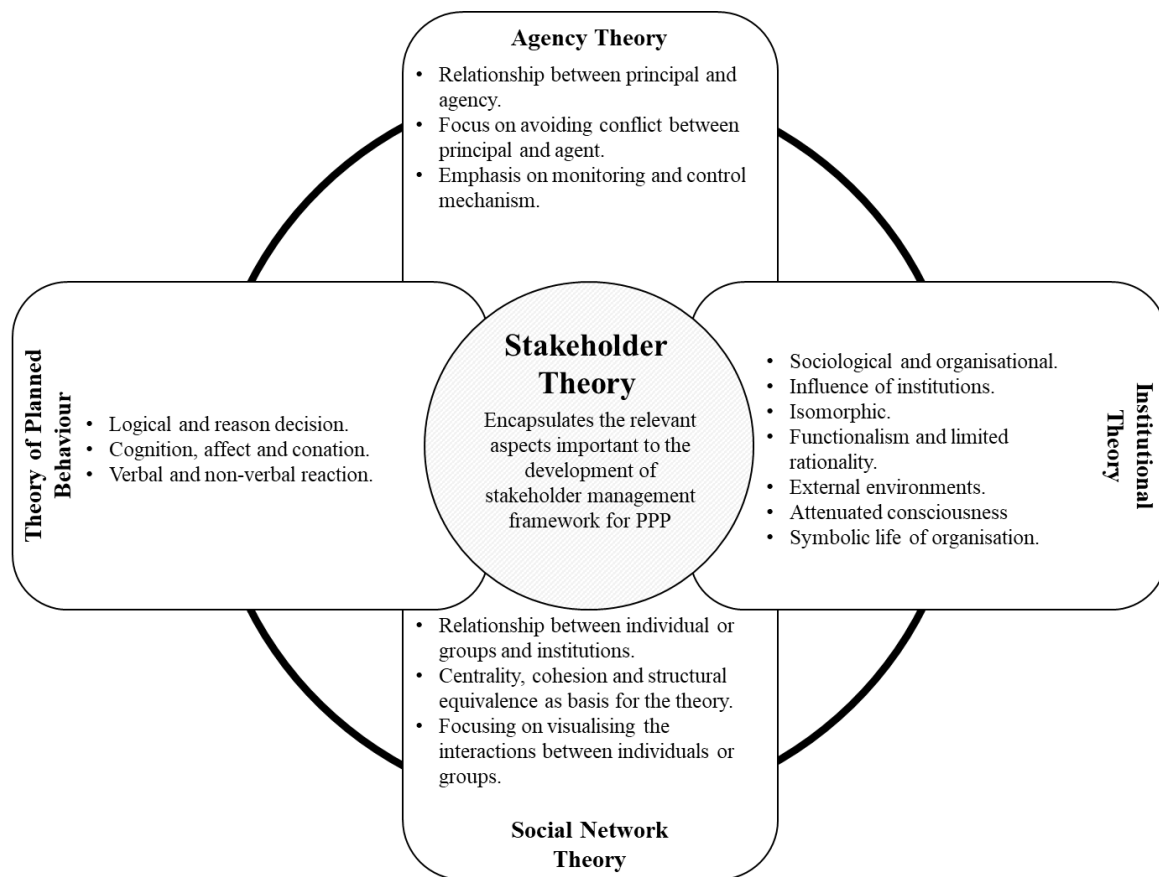 Agency Theory
• Relationship between principal and
agency.
• Focus on avoiding conflict between
principal and agent.
• Emphasis on monitoring and control
mechanism.
Theory of Planned
Behaviour
• Logical and reason decision.
• Cognition, affect and conation.
• Verbal and non-verbal reaction.
Stakeholder
Theory
Encapsulates the relevant
aspects important to the
development of
stakeholder management
framework for PPP
• Sociological and organisational.
• Influence of institutions.
• Isomorphic.
• Functionalism and limited
rationality.
• External environments.
• Attenuated consciousness
• Symbolic life of organisation.
Institutional
Theory
• Relationship between individual or
groups and institutions.
• Centrality, cohesion and structural
equivalence as basis for the theory.
• Focusing on visualising the
interactions between individuals or
groups.
Social Network
Theory